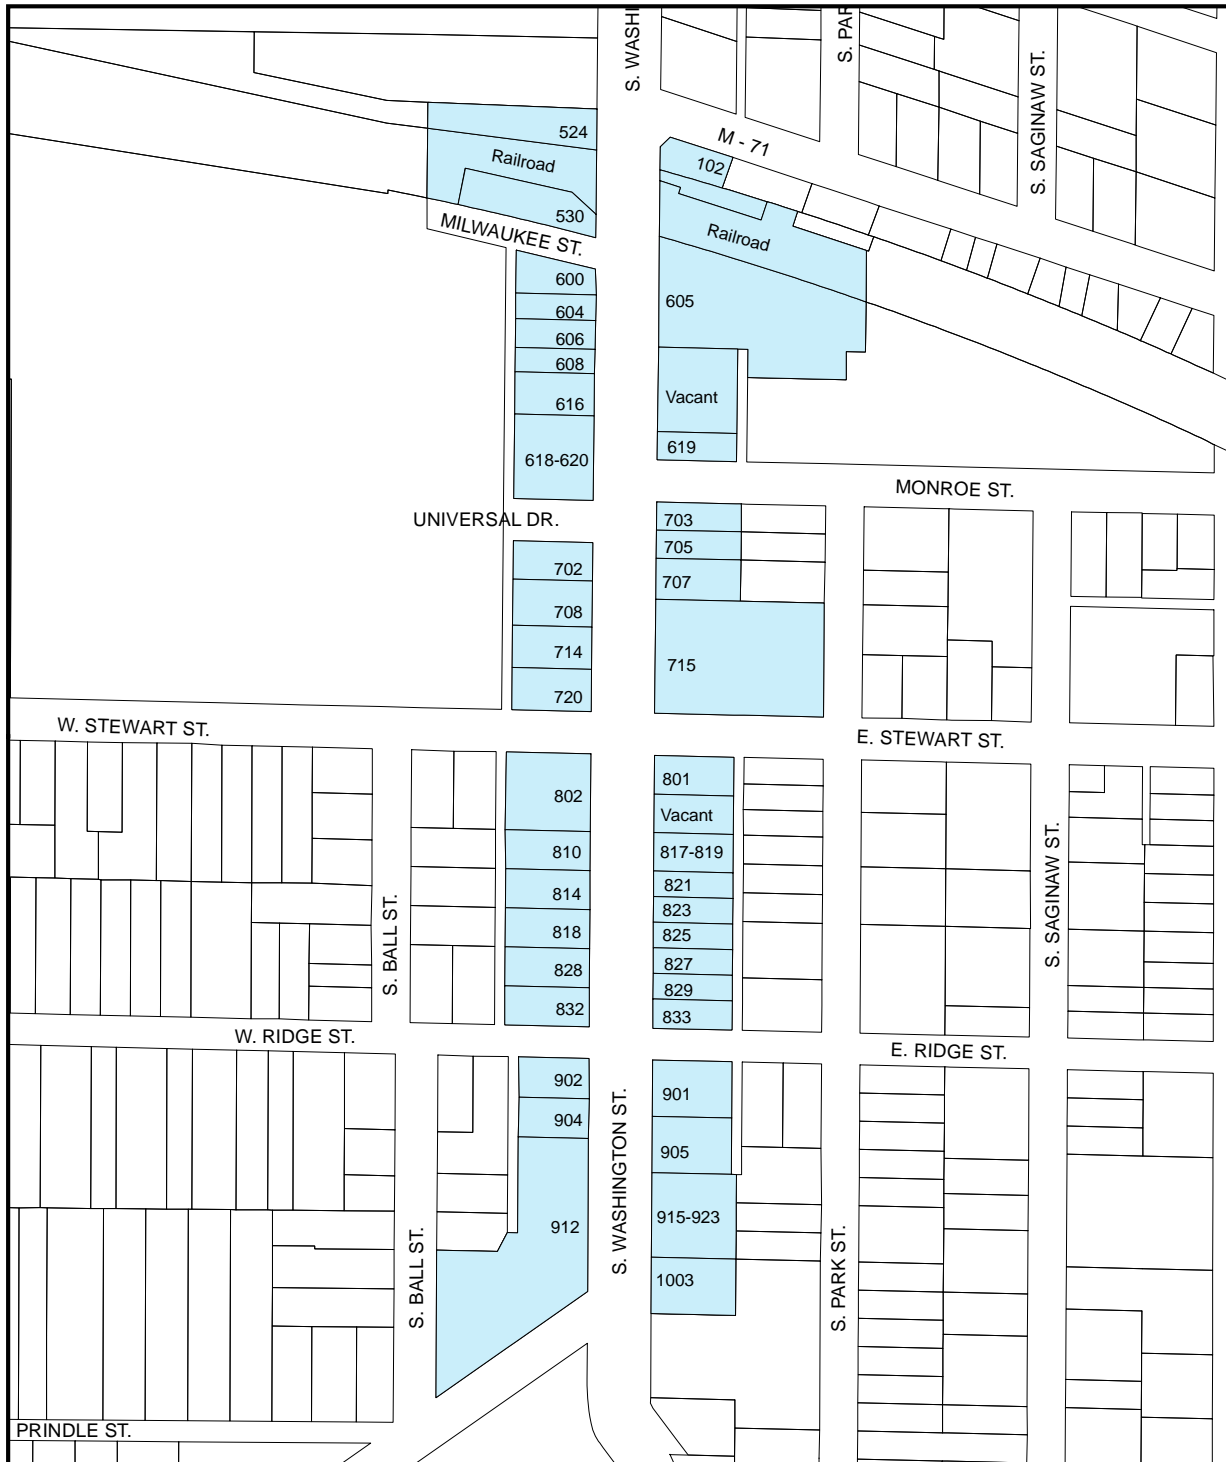 S. WASHI
S. PAR
S. SAGINAW ST.
524
M - 71
Railroad
102
530
MILWAUKEE ST.
Railroad
600
605
604
606
608
Vacant
616
619
618-620
MONROE ST.
UNIVERSAL DR.
703
705
702
707
708
714
715
720
W. STEWART ST.
E. STEWART ST.
801
802
Vacant
810
817-819
814
821
823
818
825
828
827
829
832
833
S. BALL ST.
S. SAGINAW ST.
W. RIDGE ST.
E. RIDGE ST.
902
901
904
905
912
915-923
1003
S. BALL ST.
S. WASHINGTON ST.
S. PARK ST.
PRINDLE ST.